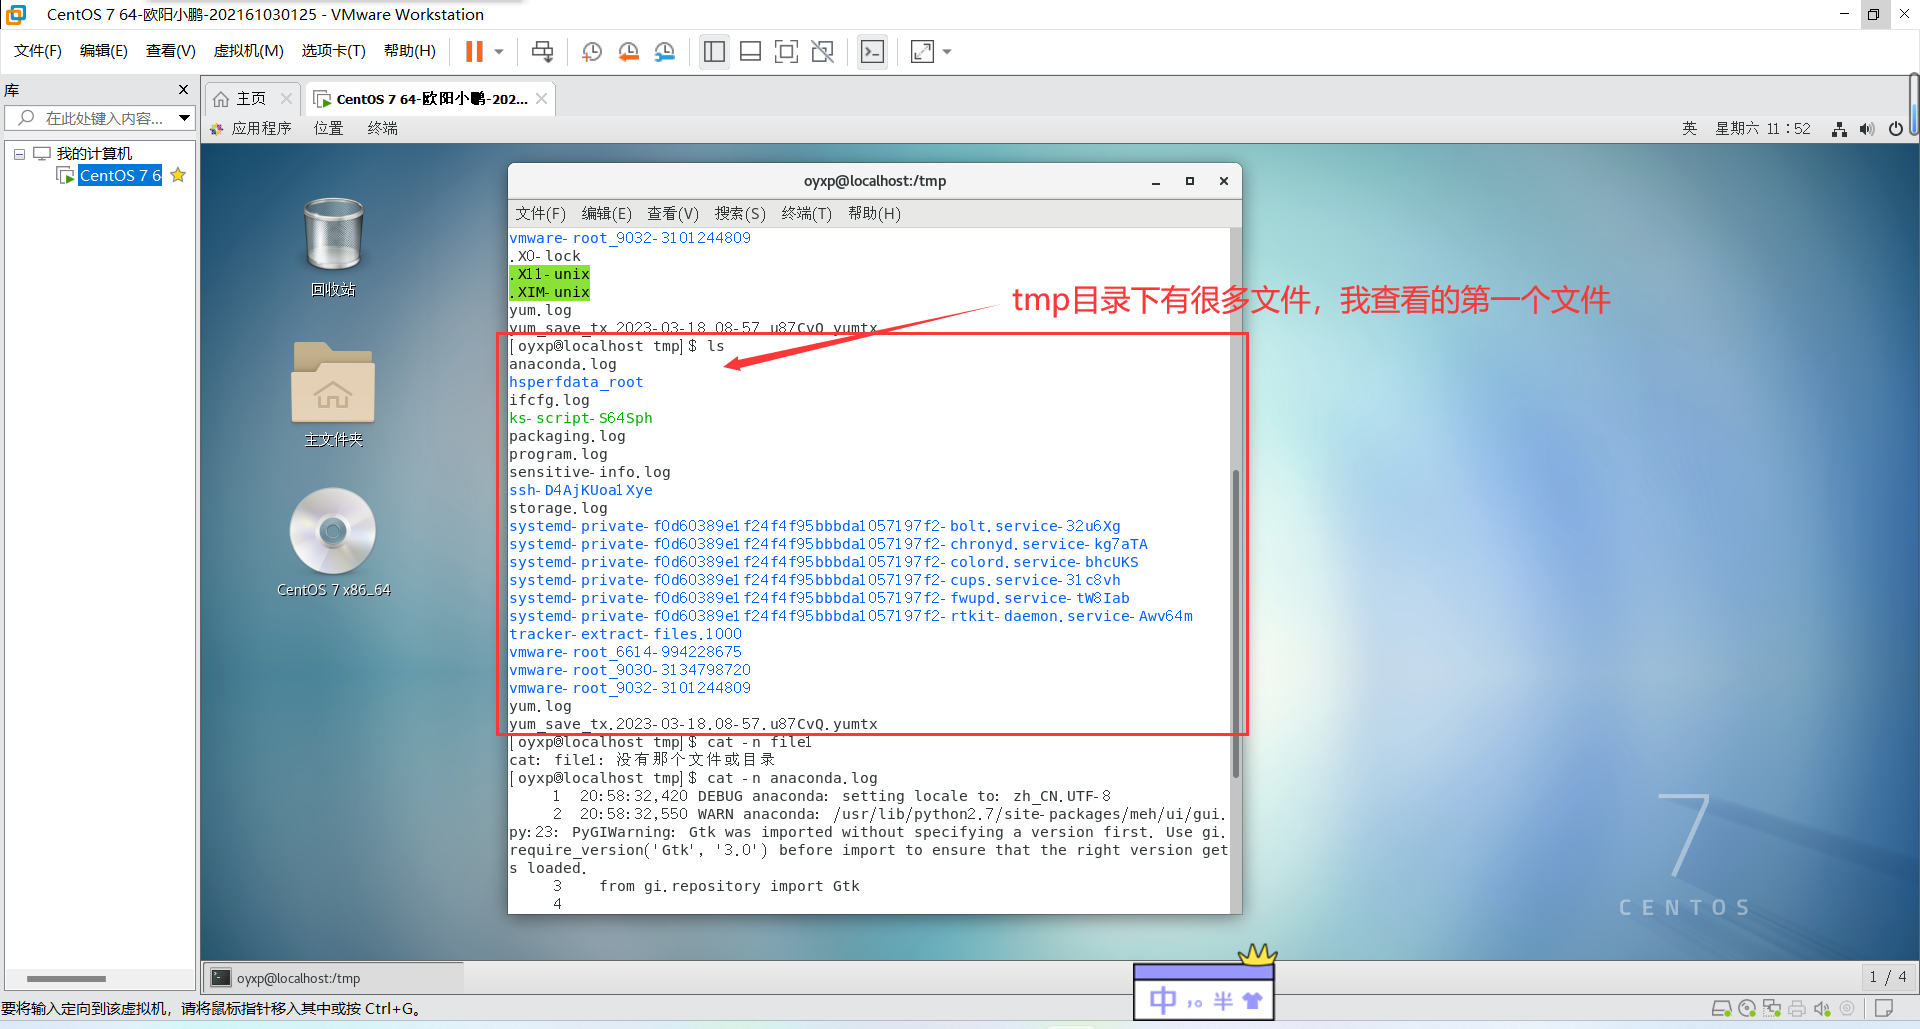 CentOS 7 64-欧阳小鹏-202161030125 - VMware Workstation
文件(F) 编辑(E) 查看(V) 虚拟机(M) 选项卡(T) 帮助(H)
库
在此处键入内容...
我的计算机
CentOS 7 6
主页
CentOS 7 64-欧阳小鹏-202...
应用程序 位置 终端
英 星期六 11：52
回收站
主文件夹
CentOS 7 x86_64
oyxp@localhost:/tmp
文件(F) 编辑(E) 查看(V) 搜索(S) 终端(T) 帮助(H)
vmware-root_9032-3101244809
.X0-lock
.X11-unix
.XIM-unix
yum.log
yum_save_tx.2023-03-18.08-57.u87CvQ.yumtx
tmp目录下有很多文件，我查看的第一个文件
[oyxp@localhost tmp]$ ls
anaconda.log
hsperfdata_root
ifcfg.log
ks-script-S64Sph
packaging.log
program.log
sensitive-info.log
ssh-D4AjKUoa1Xye
storage.log
systemd-private-f0d60389e1f24f4f95bbbda1057197f2-bolt.service-32u6Xg
systemd-private-f0d60389e1f24f4f95bbbda1057197f2-chronyd.service-kg7aTA
systemd-private-f0d60389e1f24f4f95bbbda1057197f2-colord.service-bhcUKS
systemd-private-f0d60389e1f24f4f95bbbda1057197f2-cups.service-31c8vh
systemd-private-f0d60389e1f24f4f95bbbda1057197f2-fwupd.service-tW8Iab
systemd-private-f0d60389e1f24f4f95bbbda1057197f2-rtkit-daemon.service-Awv64m
tracker-extract-files.1000
vmware-root_6614-994228675
vmware-root_9030-3134798720
vmware-root_9032-3101244809
yum.log
yum_save_tx.2023-03-18.08-57.u87CvQ.yumtx
[oyxp@localhost tmp]$ cat -n file1
cat: file1: 没有那个文件或目录
[oyxp@localhost tmp]$ cat -n anaconda.log
1 20:58:32,420 DEBUG anaconda: setting locale to: zh_CN.UTF-8
2 20:58:32,550 WARN anaconda: /usr/lib/python2.7/site-packages/meh/ui/gui.
py:23: PyGIWarning: Gtk was imported without specifying a version first. Use gi.
require_version('Gtk', '3.0') before import to ensure that the right version get
s loaded.
3 from gi.repository import Gtk
4
7
CENTOS
oyxp@localhost:/tmp
1 / 4
中 ，。 半
要将输入定向到该虚拟机，请将鼠标指针移入其中或按 Ctrl+G。